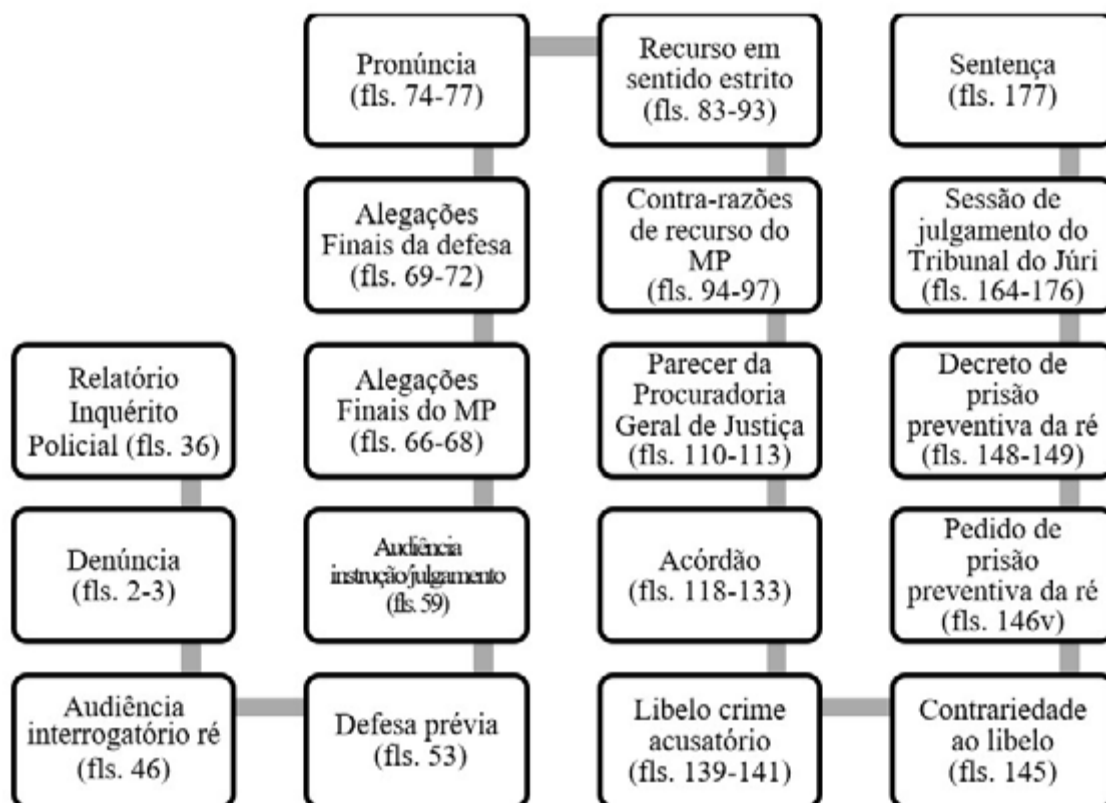 Relatório
Inquérito
Policial (fls. 36)
Denúncia
(fls. 2-3)
Audiência
interrogatório ré
(fls. 46)
Defesa prévia
(fls. 53)
Audiência
instrução/julgamento
(fls. 59)
Alegações
Finais do MP
(fls. 66-68)
Alegações
Finais da defesa
(fls. 69-72)
Pronúncia
(fls. 74-77)
Recurso em
sentido estrito
(fls. 83-93)
Contra-razões
de recurso do
MP
(fls. 94-97)
Parecer da
Procuradoria
Geral de Justiça
(fls. 110-113)
Acórdão
(fls. 118-133)
Libelo crime
acusatório
(fls. 139-141)
Contrariedade
ao libelo
(fls. 145)
Pedido de
prisão
preventiva da ré
(fls. 146v)
Decreto de
prisão
preventiva da ré
(fls. 148-149)
Sessão de
julgamento do
Tribunal do Júri
(fls. 164-176)
Sentença
(fls. 177)